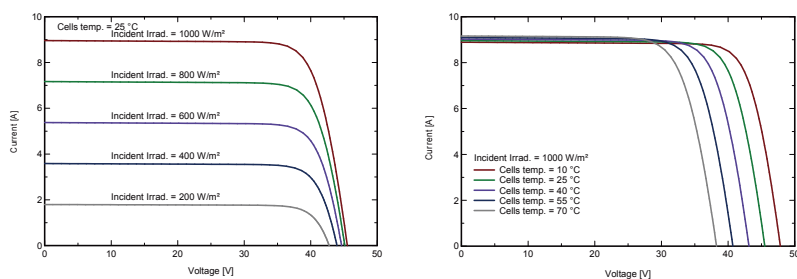 Cells temp. = 25 °C
Incident Irrad. = 1000 W/m²
Incident Irrad. = 800 W/m²
Incident Irrad. = 600 W/m²
Incident Irrad. = 400 W/m²
Incident Irrad. = 200 W/m²
Current [A]
10
8
6
4
2
0
0 10 20 30 40 50
Voltage [V]
Incident Irrad. = 1000 W/m²
Cells temp. = 10 °C
Cells temp. = 25 °C
Cells temp. = 40 °C
Cells temp. = 55 °C
Cells temp. = 70 °C
Current [A]
10
8
6
4
2
0
0 10 20 30 40 50
Voltage [V]